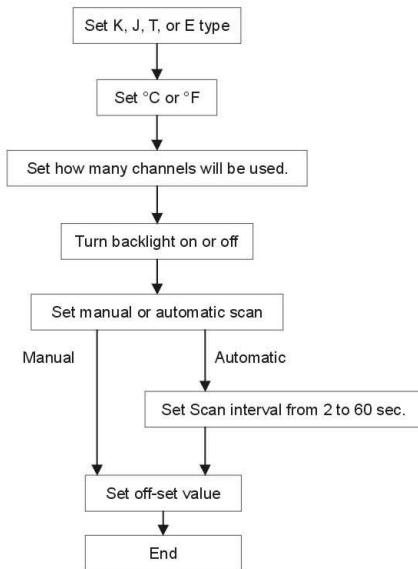 Set K, J, T, or E type
Set °C or °F
Set how many channels will be used.
Turn backlight on or off
Set manual or automatic scan
Manual
Automatic
Set Scan interval from 2 to 60 sec.
Set off-set value
End